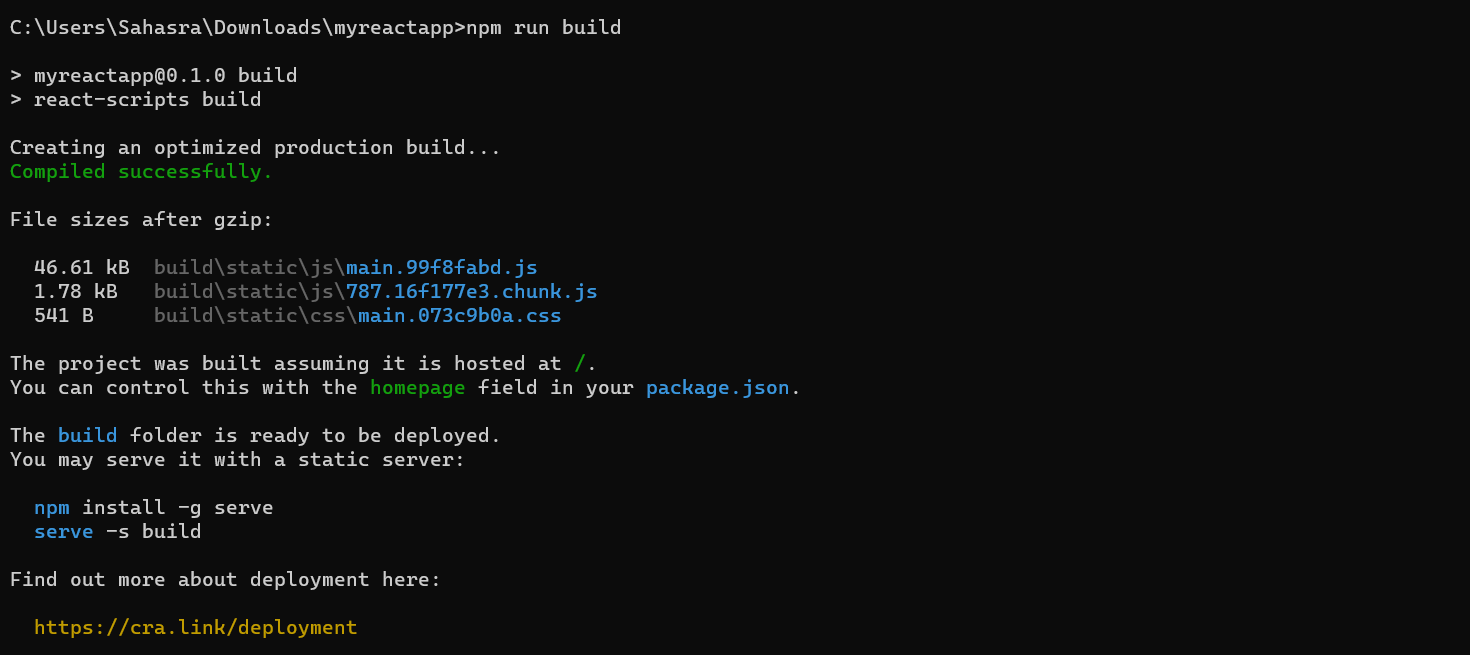 C:\Users\Sahasra\Downloads\myreactapp>npm run build
> myreactapp@0.1.0 build
> react-scripts build
Creating an optimized production build...
Compiled successfully.
File sizes after gzip:
46.61 kB  build\static\js\main.99f8fabd.js
1.78 kB   build\static\js\787.16f177e3.chunk.js
541 B     build\static\css\main.073c9b0a.css
The project was built assuming it is hosted at /.
You can control this with the homepage field in your package.json.
The build folder is ready to be deployed.
You may serve it with a static server:
npm install -g serve
serve -s build
Find out more about deployment here:
https://cra.link/deployment